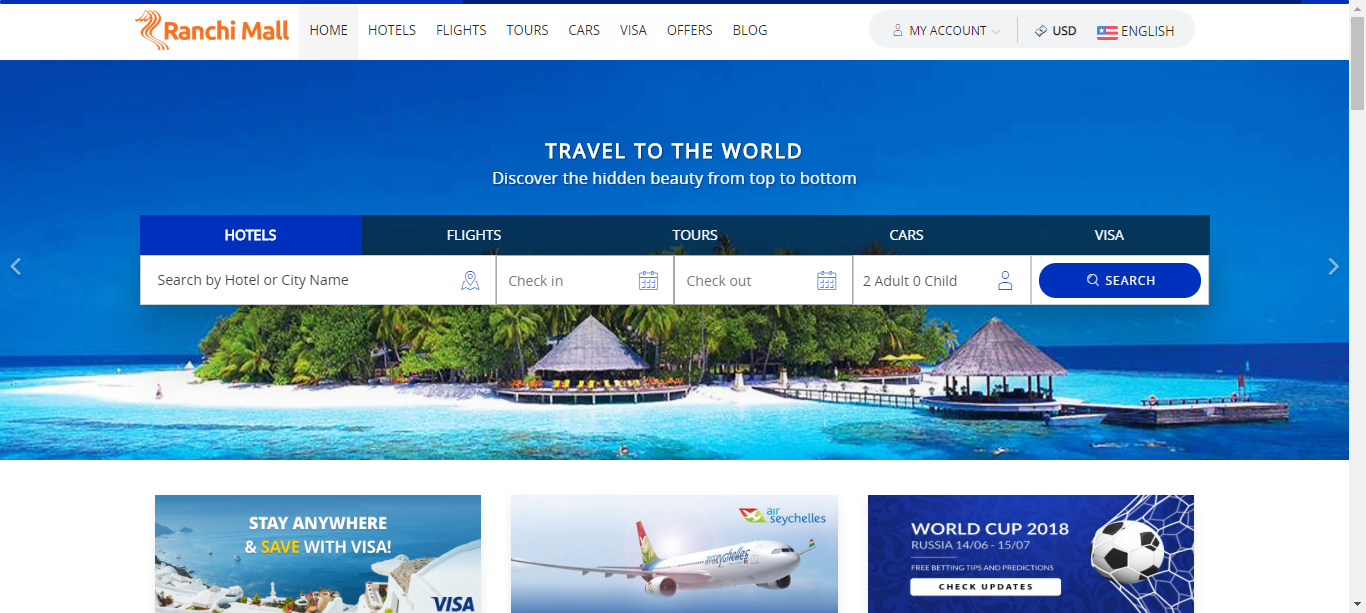 Ranchi Mall
HOME HOTELS FLIGHTS TOURS CARS VISA OFFERS BLOG
MY ACCOUNT USD ENGLISH
TRAVEL TO THE WORLD
Discover the hidden beauty from top to bottom
HOTELS FLIGHTS TOURS CARS VISA
Search by Hotel or City Name Check in Check out 2 Adult 0 Child SEARCH
STAY ANYWHERE
& SAVE WITH VISA!
VISA
air
seychelles
airseychelles
WORLD CUP 2018
RUSSIA 14/06 - 15/07
FREE BETTING TIPS AND PREDICTIONS
CHECK UPDATES